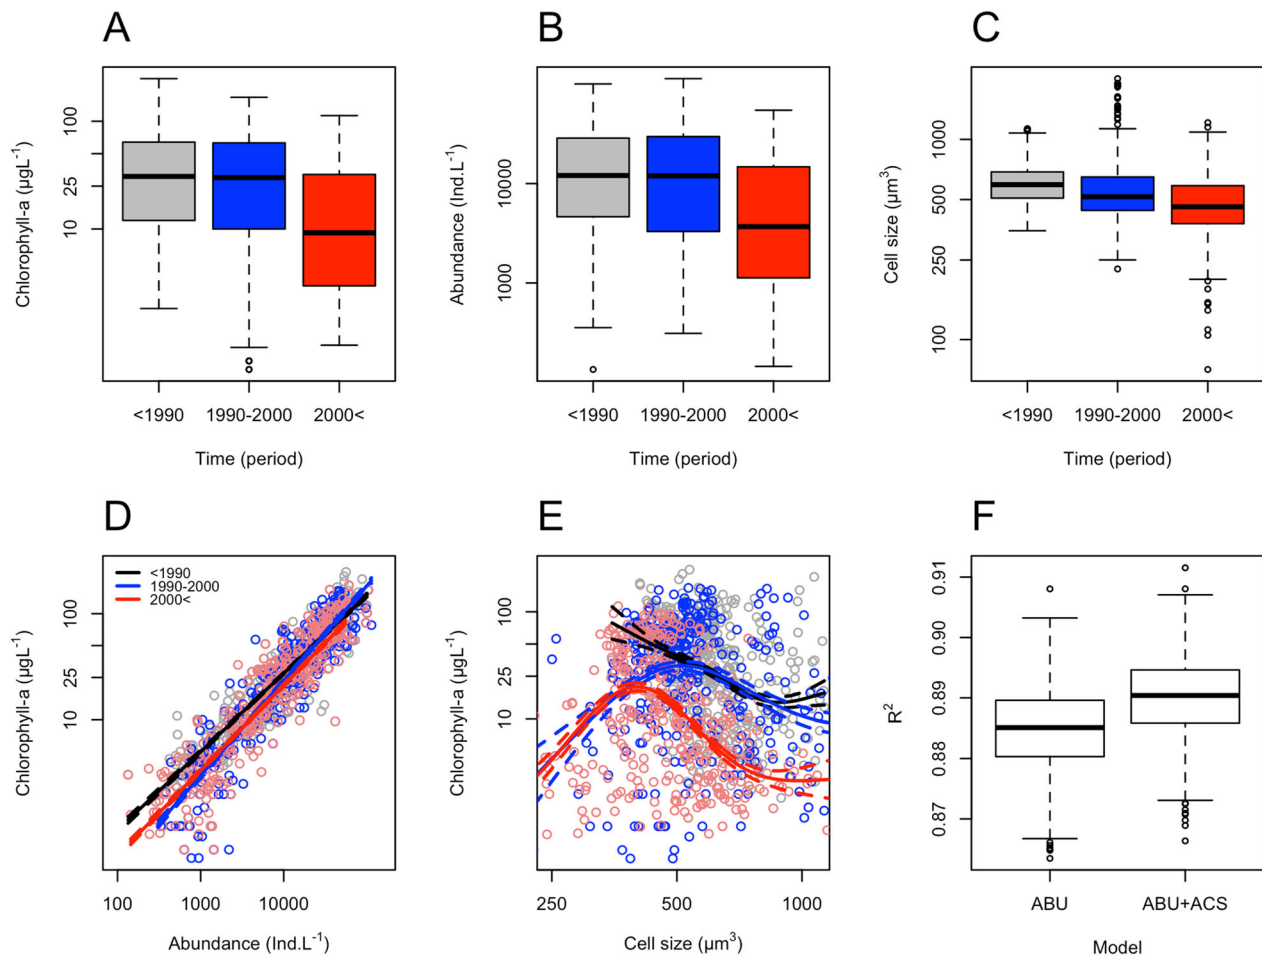 A
B
C
Chlorophyll-a (µgL⁻¹)
100
25
10
<1990
1990-2000
2000<
Time (period)
Abundance (Ind.L⁻¹)
10000
1000
<1990
1990-2000
2000<
Time (period)
Cell size (µm³)
1000
500
250
100
<1990
1990-2000
2000<
Time (period)
D
E
F
Chlorophyll-a (µgL⁻¹)
100
25
10
<1990
1990-2000
2000<
100
1000
10000
Abundance (Ind.L⁻¹)
Chlorophyll-a (µgL⁻¹)
100
25
10
250
500
1000
Cell size (µm³)
R²
0.91
0.90
0.89
0.88
0.87
ABU
ABU+ACS
Model